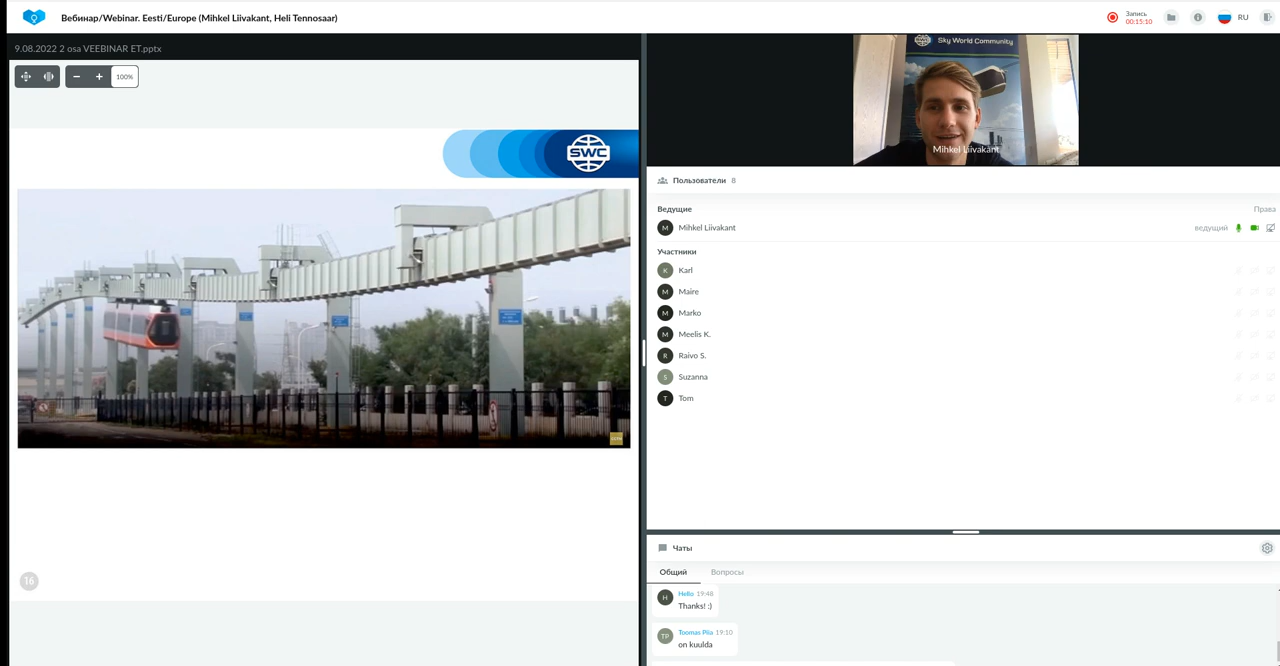 Вебинар/Webinar. Eesti/Europe (Mihkel Liivakant, Heli Tennosaar)
Запись
00:15:10
RU
9.08.2022 2 osa VEEBINAR ET.pptx
100%
SWC
16
Sky World Community
Mihkel Liivakant
Пользователи 8
Ведущие
Права
M Mihkel Liivakant
ведущий
Участники
K Karl
M Maire
M Marko
M Meelis K.
R Raivo S.
S Suzanna
T Tom
Чаты
Общий Вопросы
H Hello 19:48
Thanks! :)
TP Toomas Pila 19:10
on kuulda